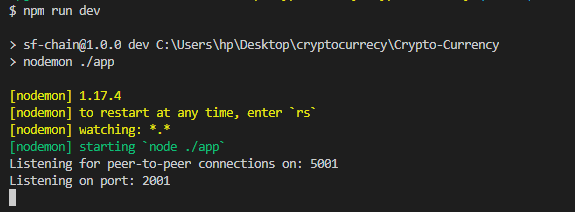 $ npm run dev
> sf-chain@1.0.0 dev C:\Users\hp\Desktop\cryptocurrecy\Crypto-Currency
> nodemon ./app
[nodemon] 1.17.4
[nodemon] to restart at any time, enter `rs`
[nodemon] watching: *.*
[nodemon] starting `node ./app`
Listening for peer-to-peer connections on: 5001
Listening on port: 2001